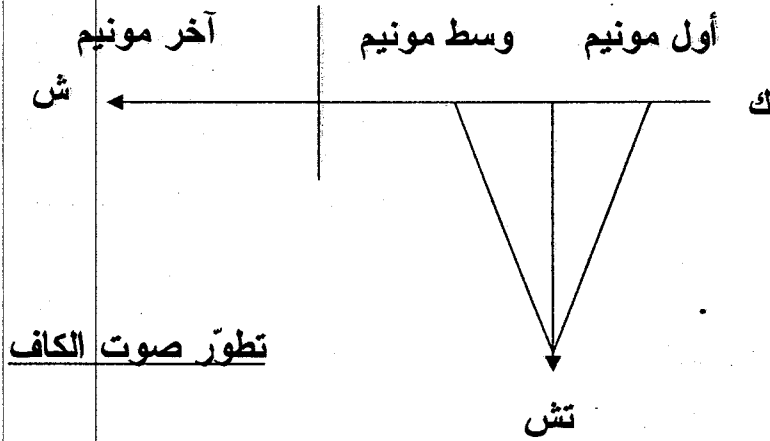 أول مونيم وسط مونيم آخر مونيم
ك ش
تطوّر صوت الكاف
تش